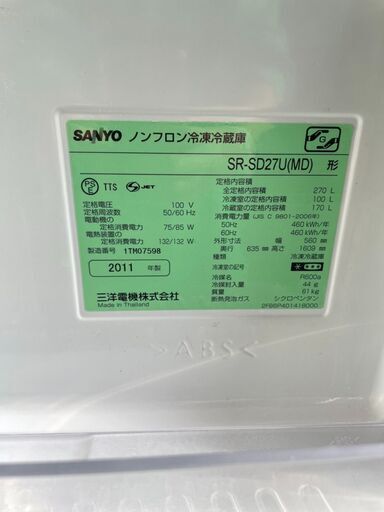 SANYO ノンフロン冷凍冷蔵庫
G
SR-SD27U(MD) 形
PS E TTS S JET
定格電圧 100 V
定格周波数 50/60 Hz
電動機の定格消費電力 75/85 W
電熱装置の定格消費電力 132/132 W
製造番号 1TM07598
2011 年製
三洋電機株式会社
Made in Thailand
定格内容積
全定格内容積 270 L
冷凍室の定格内容積 100 L
冷蔵室の定格内容積 170 L
消費電力量 (JIS C 9801-2006年)
50Hz 460 kWh/年
60Hz 460 kWh/年
外形寸法 幅 560 mm
奥行 635 mm 高さ 1609 mm
種類 冷凍冷蔵庫
冷凍室の記号
冷媒名 R600a
冷媒封入量 44 g
質量 61 kg
断熱発泡ガス シクロペンタン
>ABS<